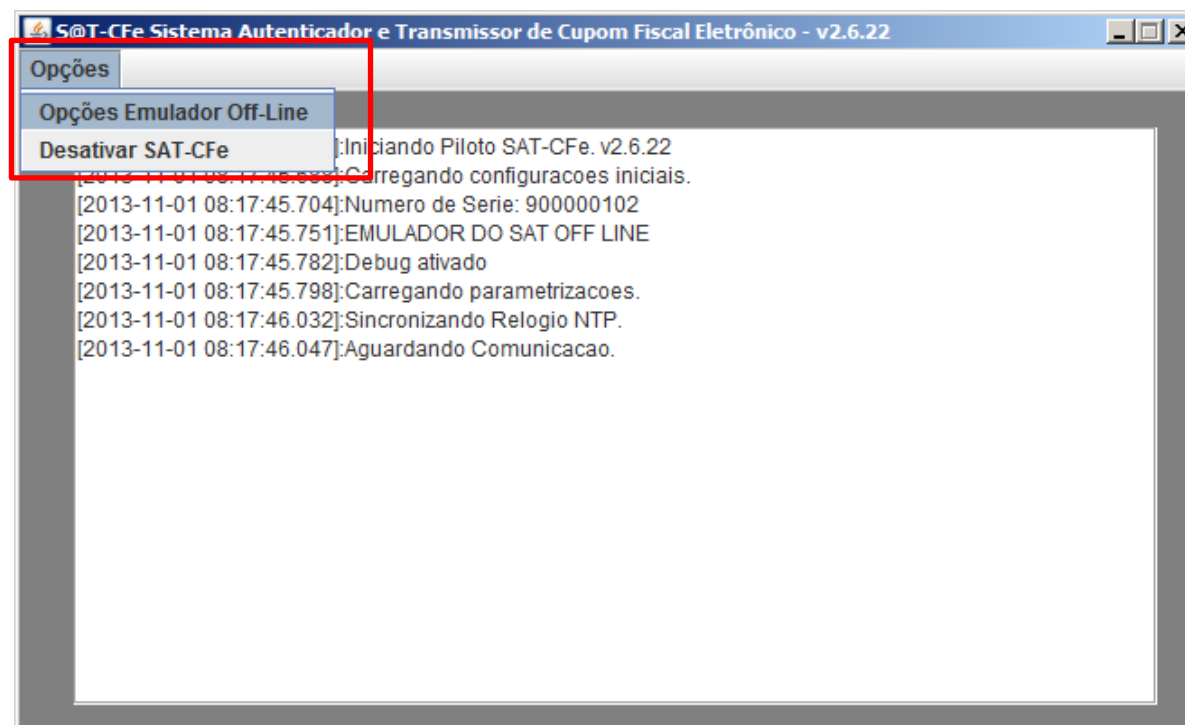 S@T-CFe Sistema Autenticador e Transmissor de Cupom Fiscal Eletrônico - v2.6.22
Opções
Opções Emulador Off-Line
Desativar SAT-CFe
]:Iniciando Piloto SAT-CFe. v2.6.22
]:Carregando configuracoes iniciais.
[2013-11-01 08:17:45.704]:Numero de Serie: 900000102
[2013-11-01 08:17:45.751]:EMULADOR DO SAT OFF LINE
[2013-11-01 08:17:45.782]:Debug ativado
[2013-11-01 08:17:45.798]:Carregando parametrizacoes.
[2013-11-01 08:17:46.032]:Sincronizando Relogio NTP.
[2013-11-01 08:17:46.047]:Aguardando Comunicacao.